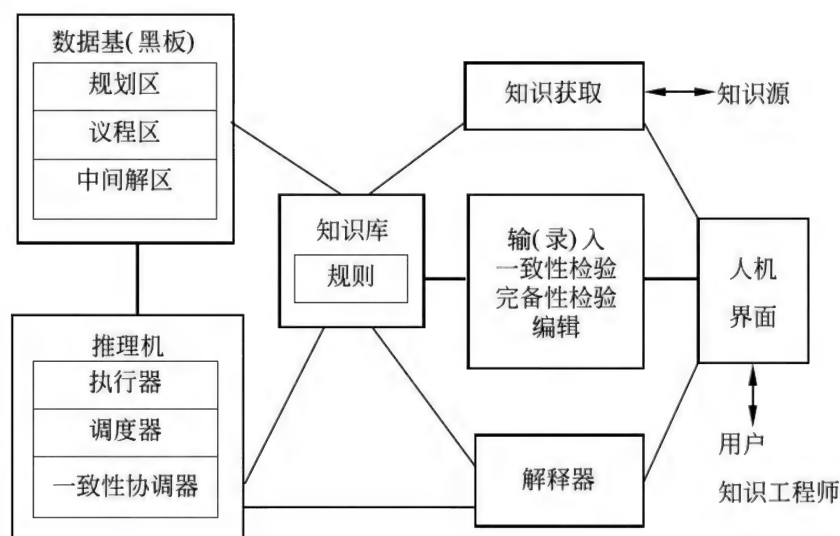 数据基(黑板)
规划区
议程区
中间解区
推理机
执行器
调度器
一致性协调器
知识库
规则
知识获取
知识源
输(录)入
一致性检验
完备性检验
编辑
解释器
人机
界面
用户
知识工程师